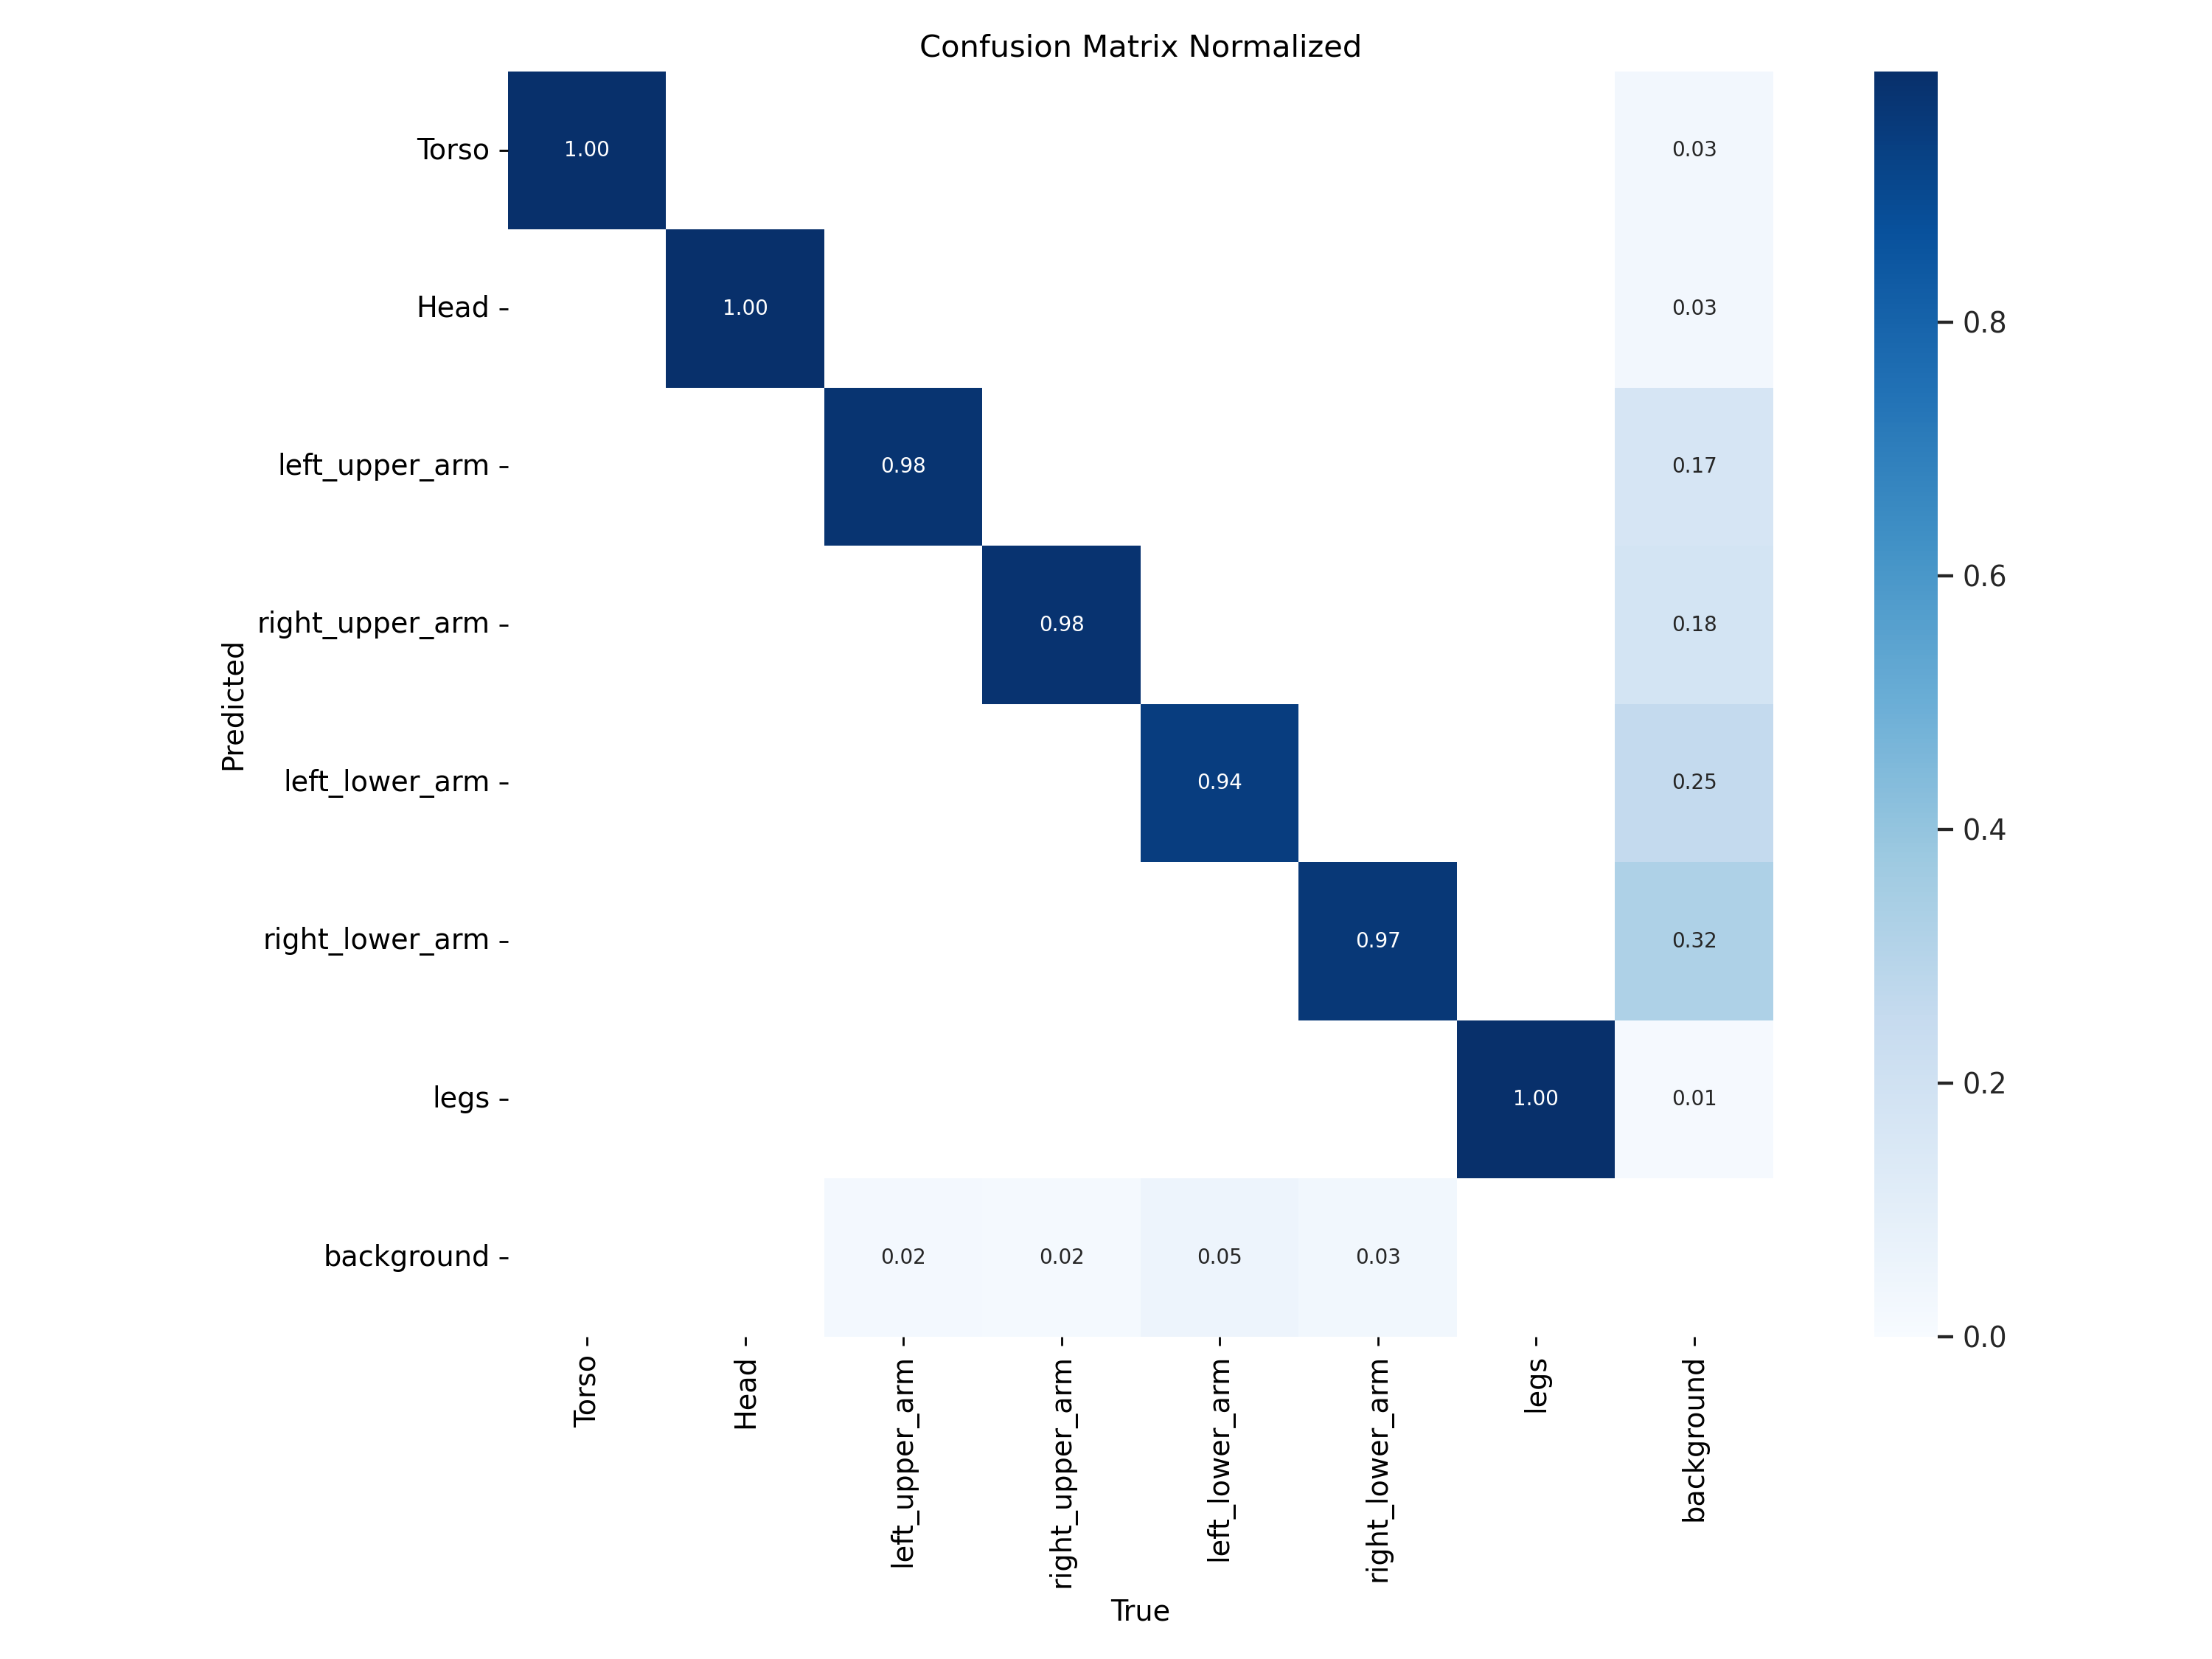 Confusion Matrix Normalized
Torso
1.00
0.03
Head
1.00
0.03
0.8
left_upper_arm
0.98
0.17
0.6
right_upper_arm
0.98
0.18
Predicted
left_lower_arm
0.94
0.25
0.4
right_lower_arm
0.97
0.32
0.2
legs
1.00
0.01
background
0.02
0.02
0.05
0.03
0.0
Torso
Head
left_upper_arm
right_upper_arm
left_lower_arm
right_lower_arm
legs
background
True